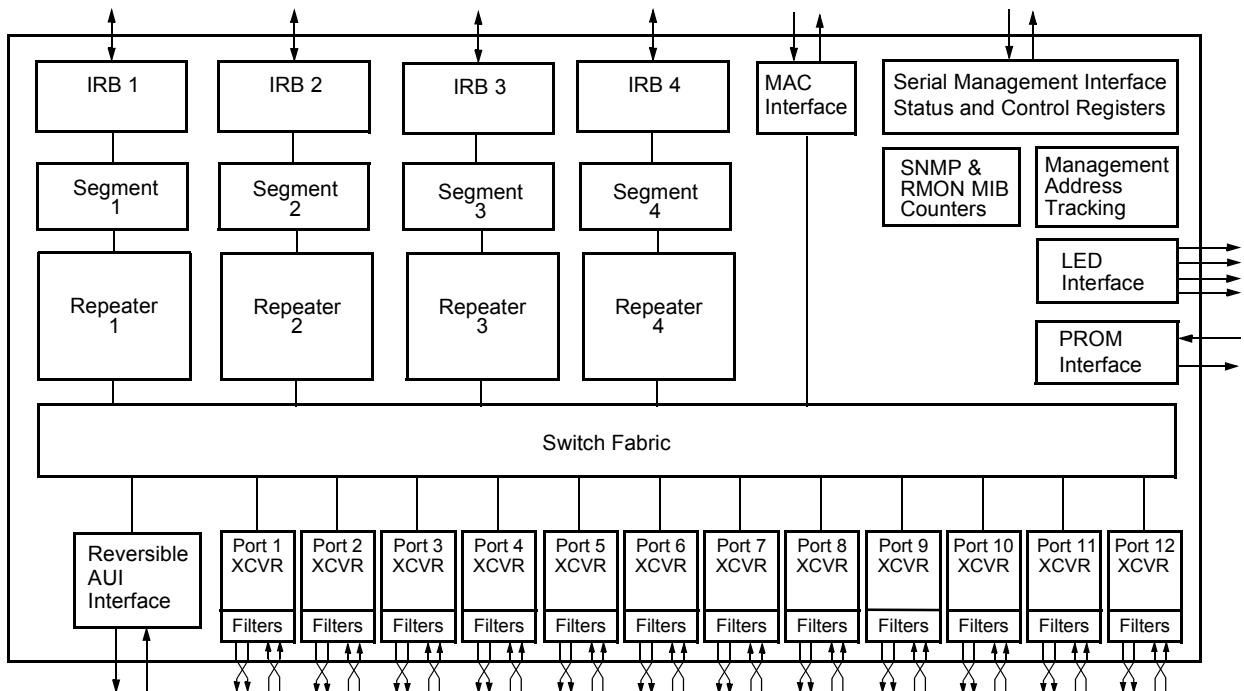 IRB 1
IRB 2
IRB 3
IRB 4
MAC
Interface
Serial Management Interface
Status and Control Registers
Segment
1
Segment
2
Segment
3
Segment
4
SNMP &
RMON MIB
Counters
Management
Address
Tracking
Repeater
1
Repeater
2
Repeater
3
Repeater
4
LED
Interface
PROM
Interface
Switch Fabric
Reversible
AUI
Interface
Port 1
XCVR
Filters
Port 2
XCVR
Filters
Port 3
XCVR
Filters
Port 4
XCVR
Filters
Port 5
XCVR
Filters
Port 6
XCVR
Filters
Port 7
XCVR
Filters
Port 8
XCVR
Filters
Port 9
XCVR
Filters
Port 10
XCVR
Filters
Port 11
XCVR
Filters
Port 12
XCVR
Filters